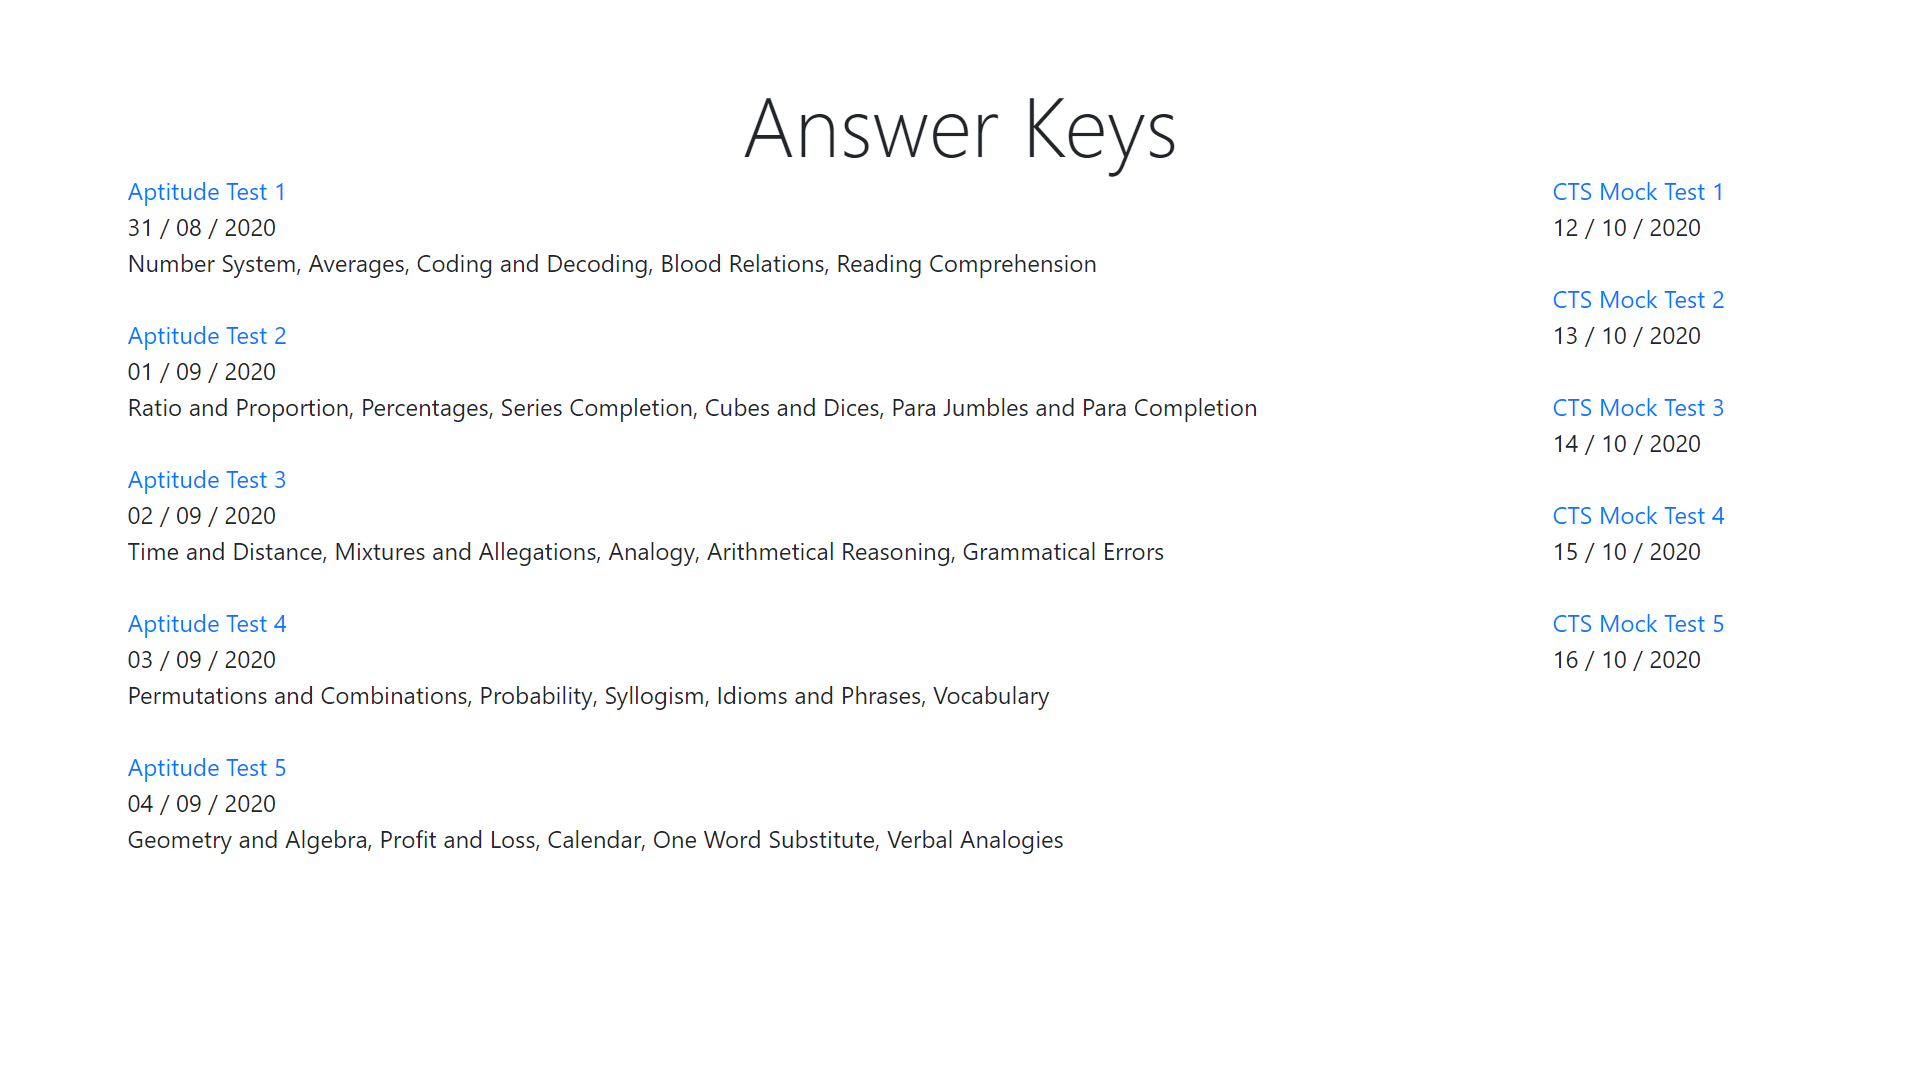 Answer Keys
Aptitude Test 1
31 / 08 / 2020
Number System, Averages, Coding and Decoding, Blood Relations, Reading Comprehension
Aptitude Test 2
01 / 09 / 2020
Ratio and Proportion, Percentages, Series Completion, Cubes and Dices, Para Jumbles and Para Completion
Aptitude Test 3
02 / 09 / 2020
Time and Distance, Mixtures and Allegations, Analogy, Arithmetical Reasoning, Grammatical Errors
Aptitude Test 4
03 / 09 / 2020
Permutations and Combinations, Probability, Syllogism, Idioms and Phrases, Vocabulary
Aptitude Test 5
04 / 09 / 2020
Geometry and Algebra, Profit and Loss, Calendar, One Word Substitute, Verbal Analogies
CTS Mock Test 1
12 / 10 / 2020
CTS Mock Test 2
13 / 10 / 2020
CTS Mock Test 3
14 / 10 / 2020
CTS Mock Test 4
15 / 10 / 2020
CTS Mock Test 5
16 / 10 / 2020